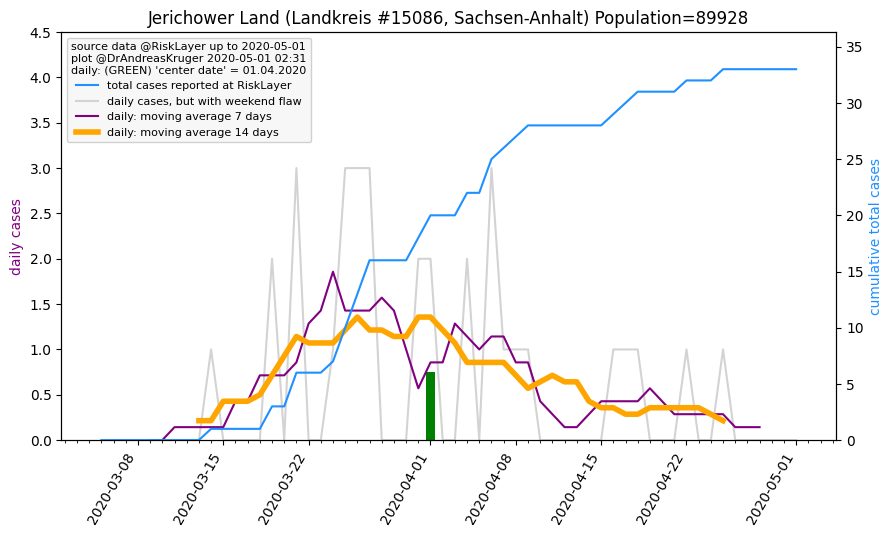 Jerichower Land (Landkreis #15086, Sachsen-Anhalt) Population=89928
source data @RiskLayer up to 2020-05-01
plot @DrAndreasKruger 2020-05-01 02:31
daily: (GREEN) 'center date' = 01.04.2020
total cases reported at RiskLayer
daily cases, but with weekend flaw
daily: moving average 7 days
daily: moving average 14 days
daily cases
4.5
4.0
3.5
3.0
2.5
2.0
1.5
1.0
0.5
0.0
35
30
25
20
15
10
5
0
cumulative total cases
2020-03-08
2020-03-15
2020-03-22
2020-04-01
2020-04-08
2020-04-15
2020-04-22
2020-05-01